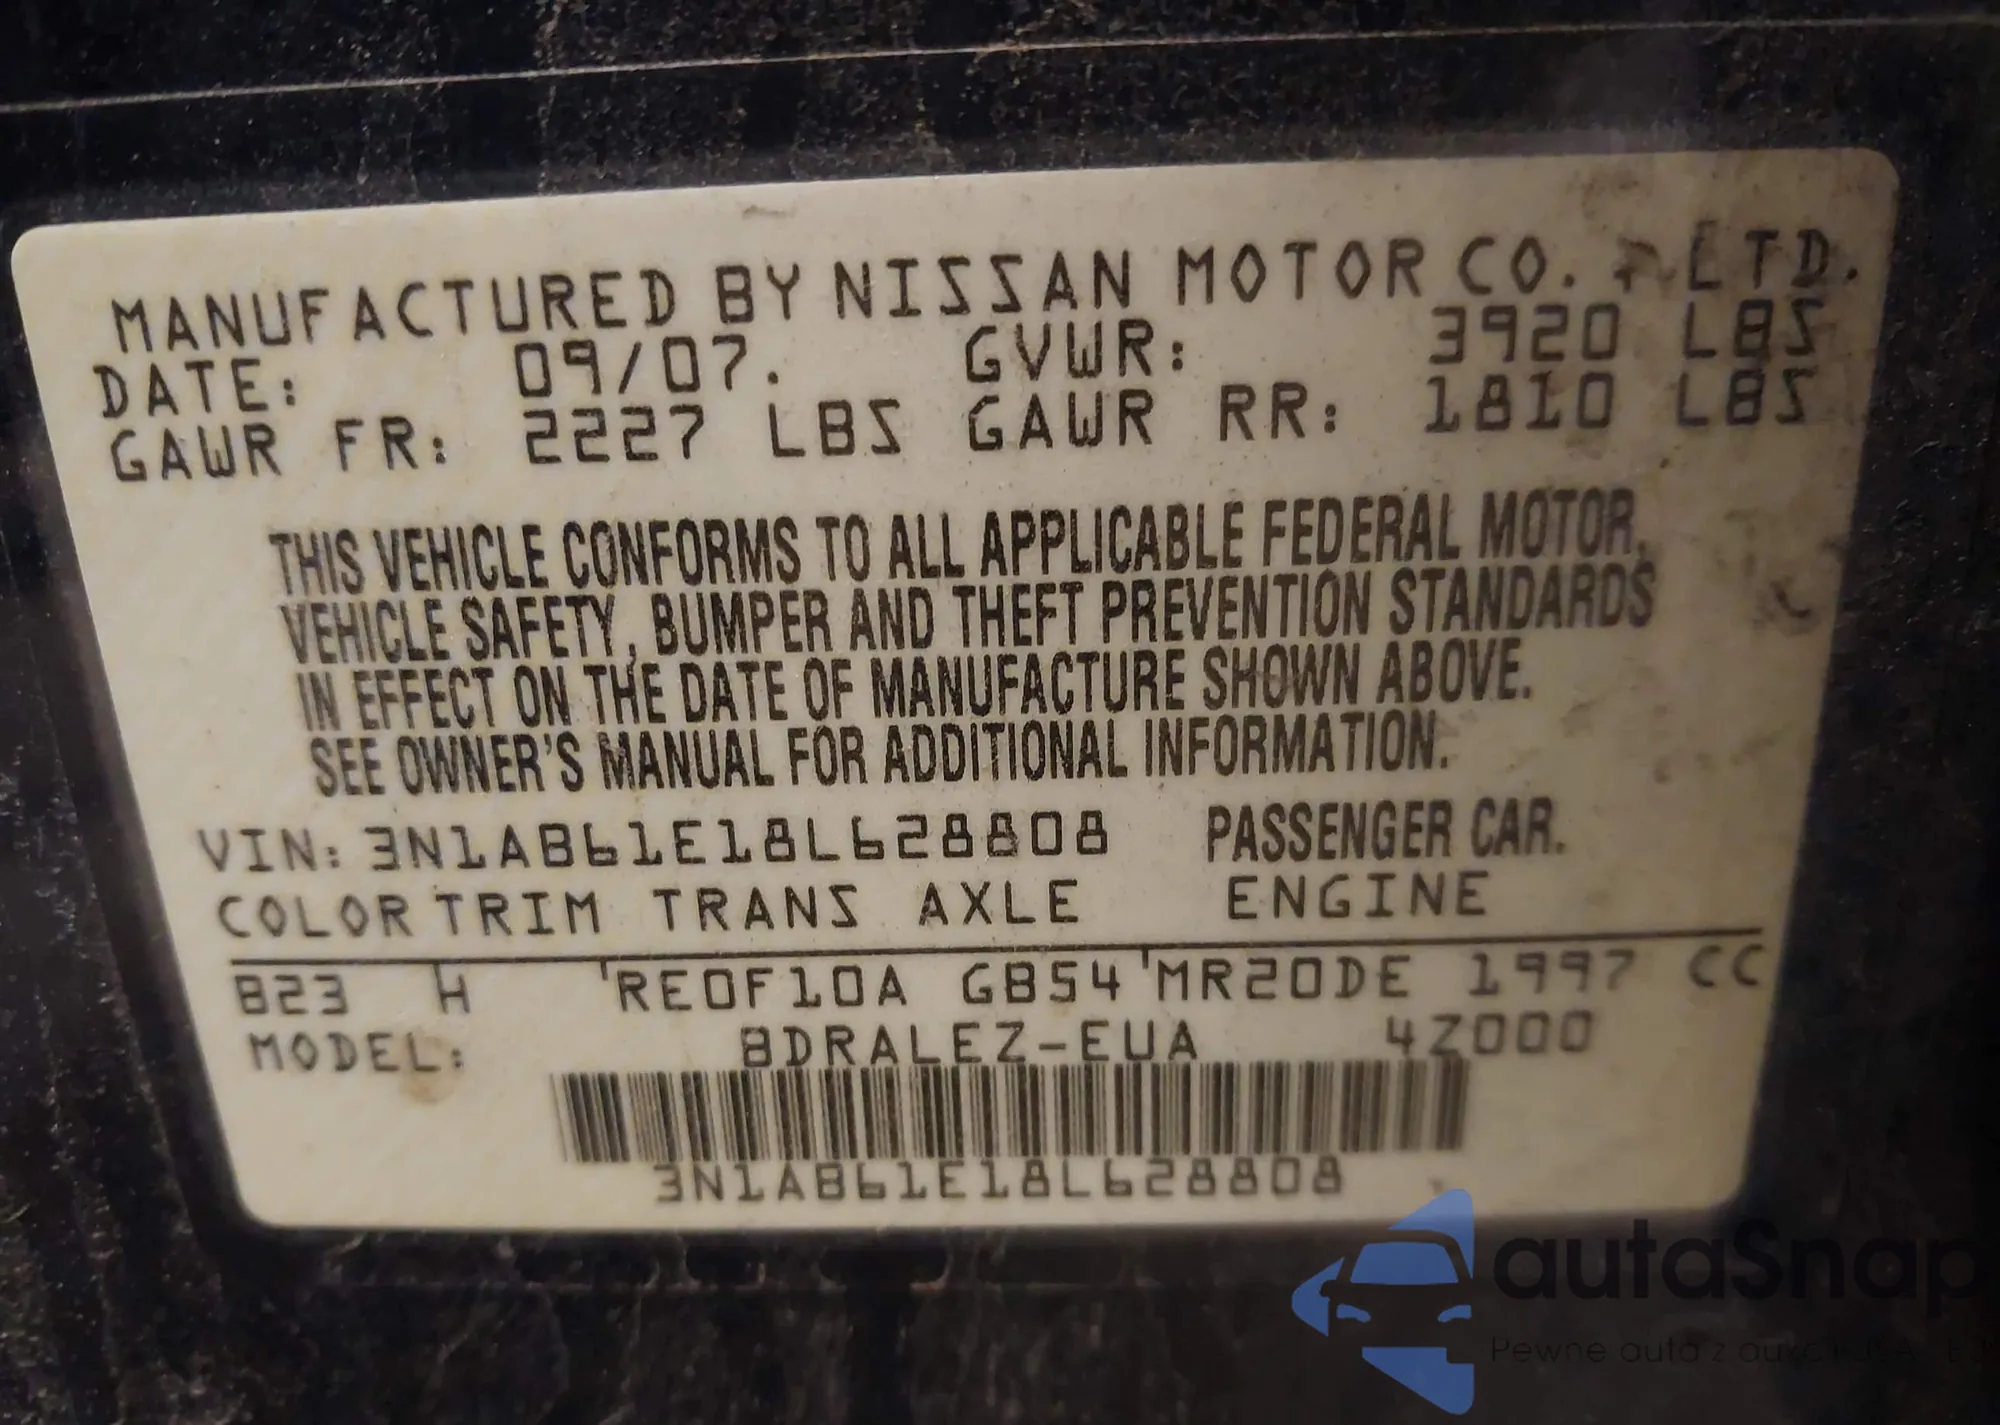 MANUFACTURED BY NISSAN MOTOR CO., LTD.
DATE: 09/07. GVWR: 3920 LBS
GAWR FR: 2227 LBS GAWR RR: 1810 LBS
THIS VEHICLE CONFORMS TO ALL APPLICABLE FEDERAL MOTOR,
VEHICLE SAFETY, BUMPER AND THEFT PREVENTION STANDARDS
IN EFFECT ON THE DATE OF MANUFACTURE SHOWN ABOVE.
SEE OWNER'S MANUAL FOR ADDITIONAL INFORMATION.
VIN: 3N1AB61E18L628808 PASSENGER CAR.
COLOR TRIM TRANS AXLE ENGINE
B23 H 'RE0F10A GB54 'MR20DE 1997 CC
MODEL: BDRALEZ-EUA 4Z000
3N1AB61E18L628808
autaSnap
Pewne auto z